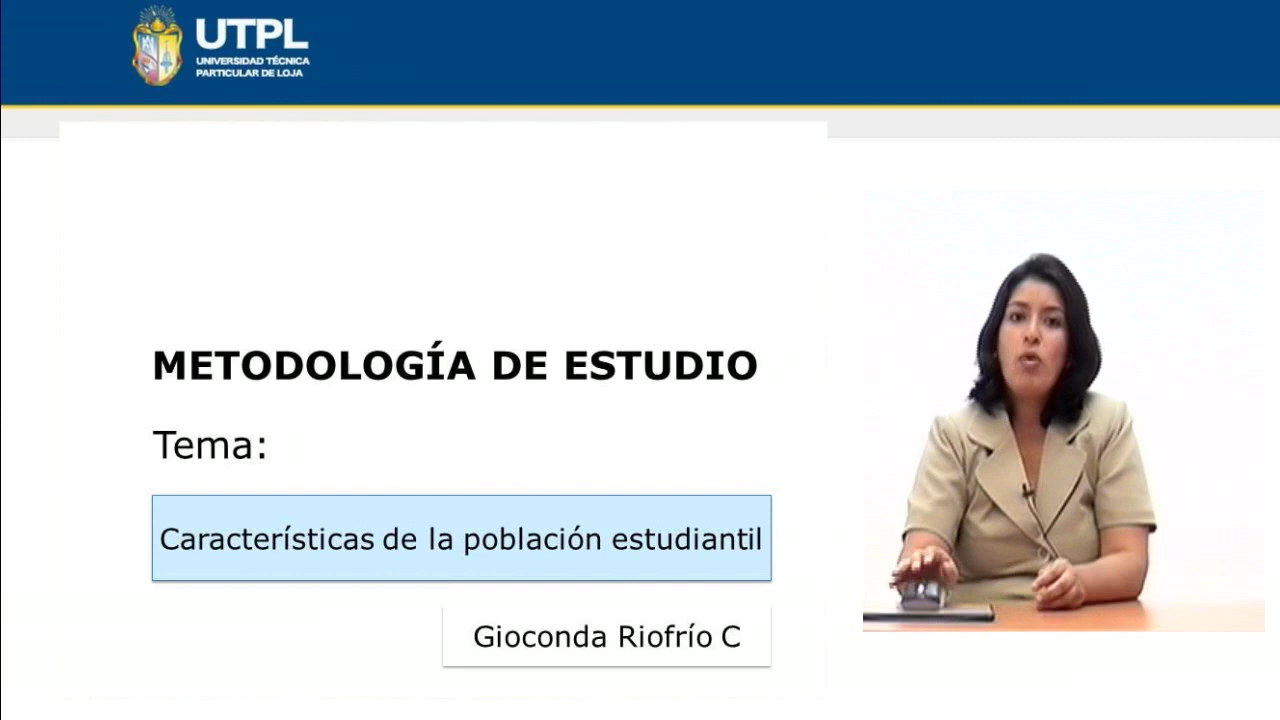 UTPL
UNIVERSIDAD TÉCNICA
PARTICULAR DE LOJA
METODOLOGÍA DE ESTUDIO
Tema:
Características de la población estudiantil
Gioconda Riofrío C